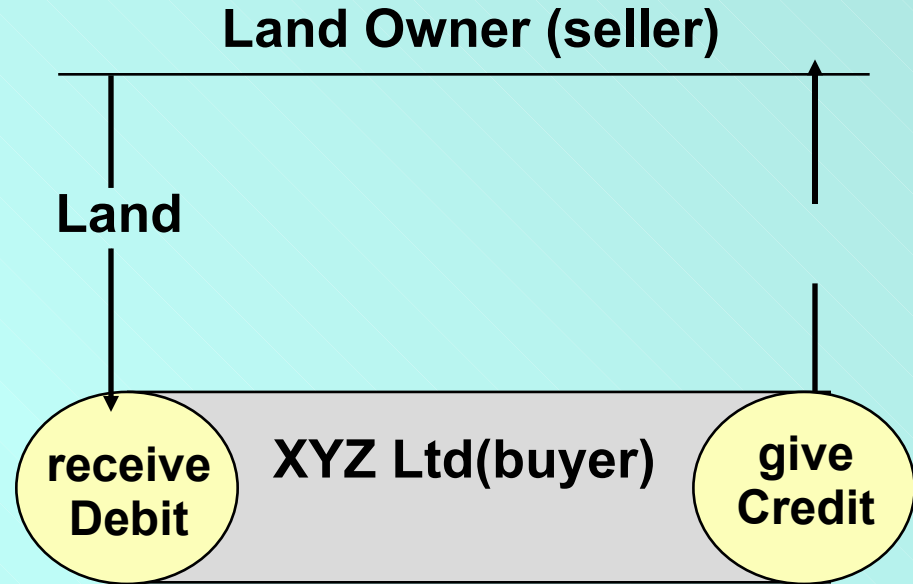 Land Owner (seller)
Land
receive
Debit
XYZ Ltd(buyer)
give
Credit